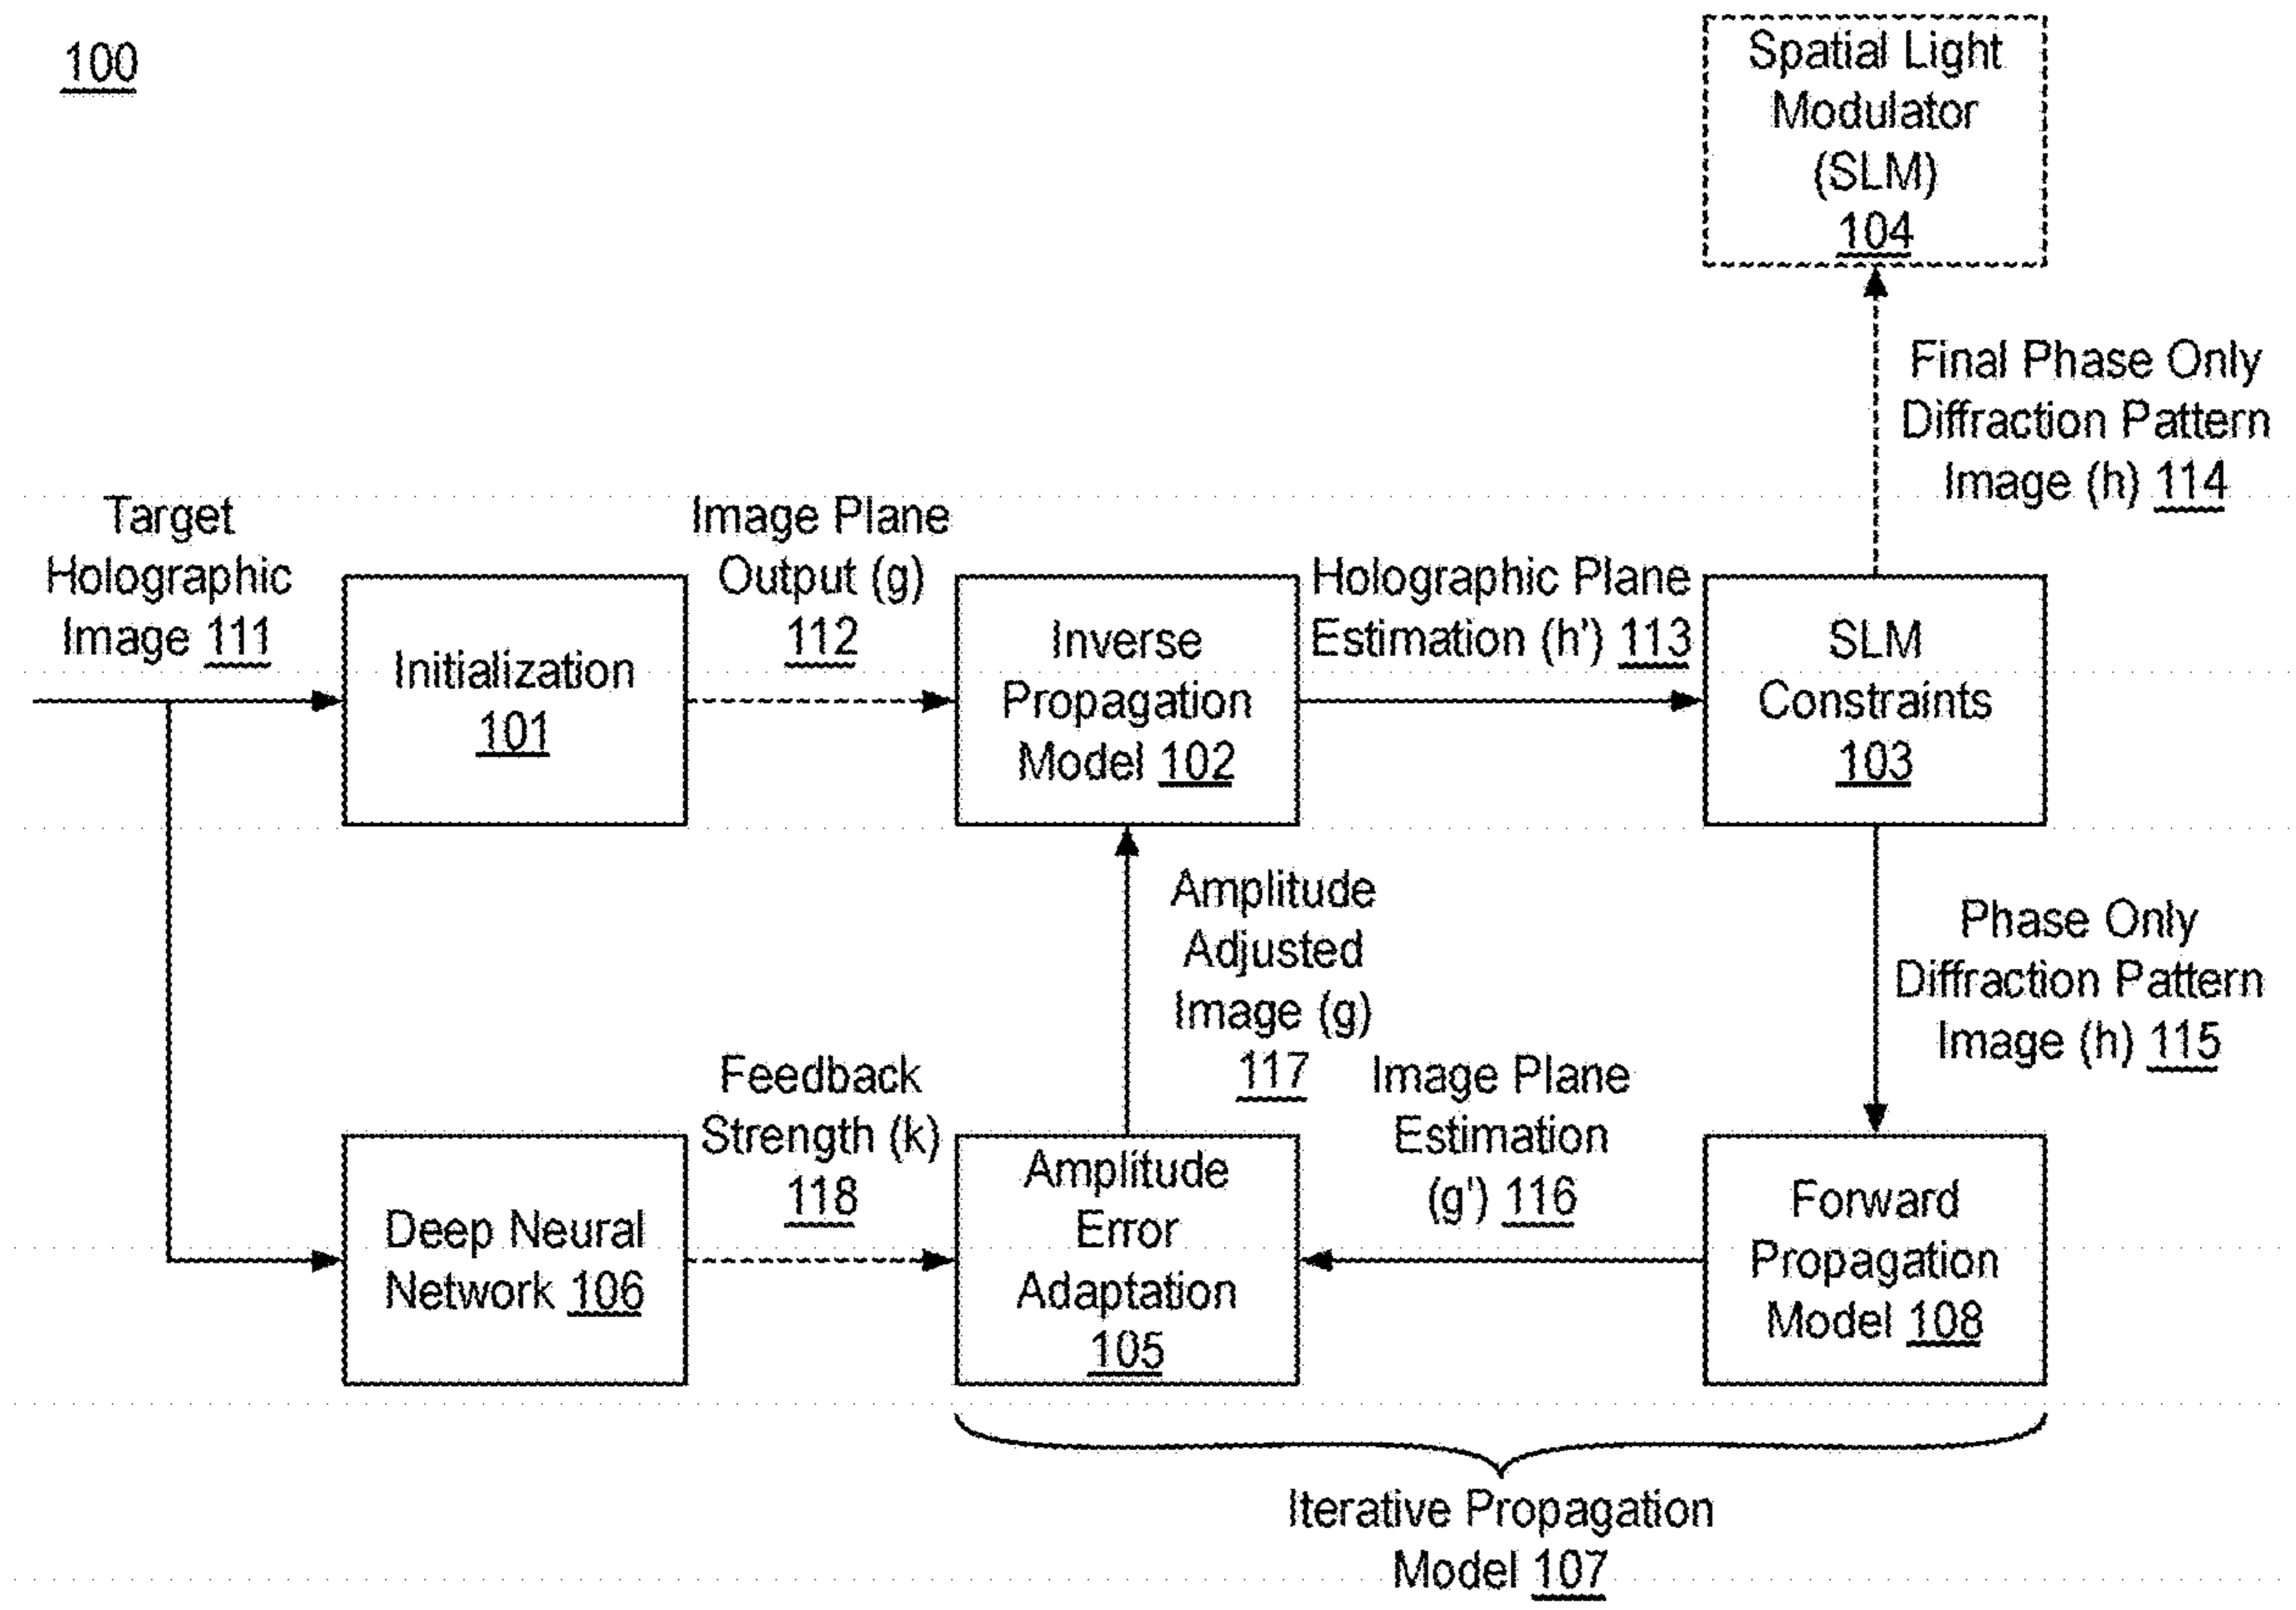 100
Spatial Light
Modulator
(SLM)
104
Final Phase Only
Diffraction Pattern
Image (h) 114
Target
Holographic
Image 111
Initialization
101
Image Plane
Output (g)
112
Inverse
Propagation
Model 102
Holographic Plane
Estimation (h') 113
SLM
Constraints
103
Amplitude
Adjusted
Image (g)
117
Phase Only
Diffraction Pattern
Image (h) 115
Deep Neural
Network 106
Feedback
Strength (k)
118
Amplitude
Error
Adaptation
105
Image Plane
Estimation
(g') 116
Forward
Propagation
Model 108
Iterative Propagation
Model 107